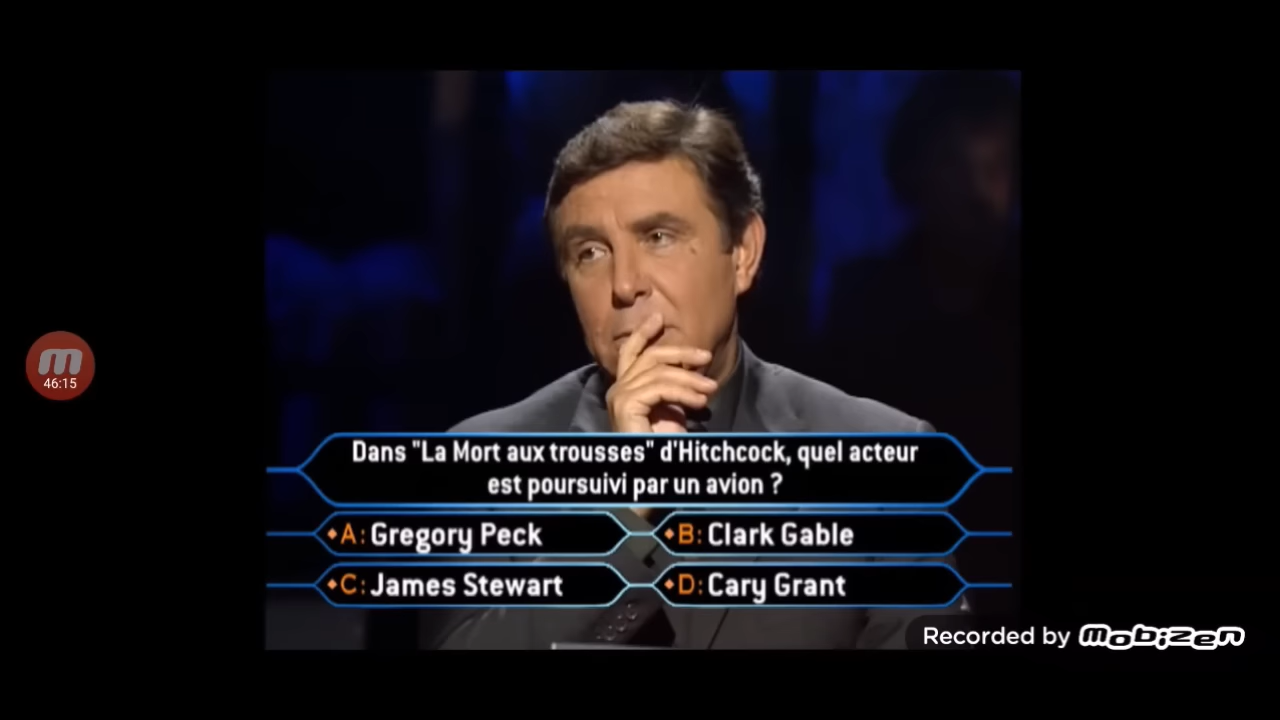 46:15
Dans "La Mort aux trousses" d'Hitchcock, quel acteur
est poursuivi par un avion ?
A: Gregory Peck
B: Clark Gable
C: James Stewart
D: Cary Grant
Recorded by mobizen